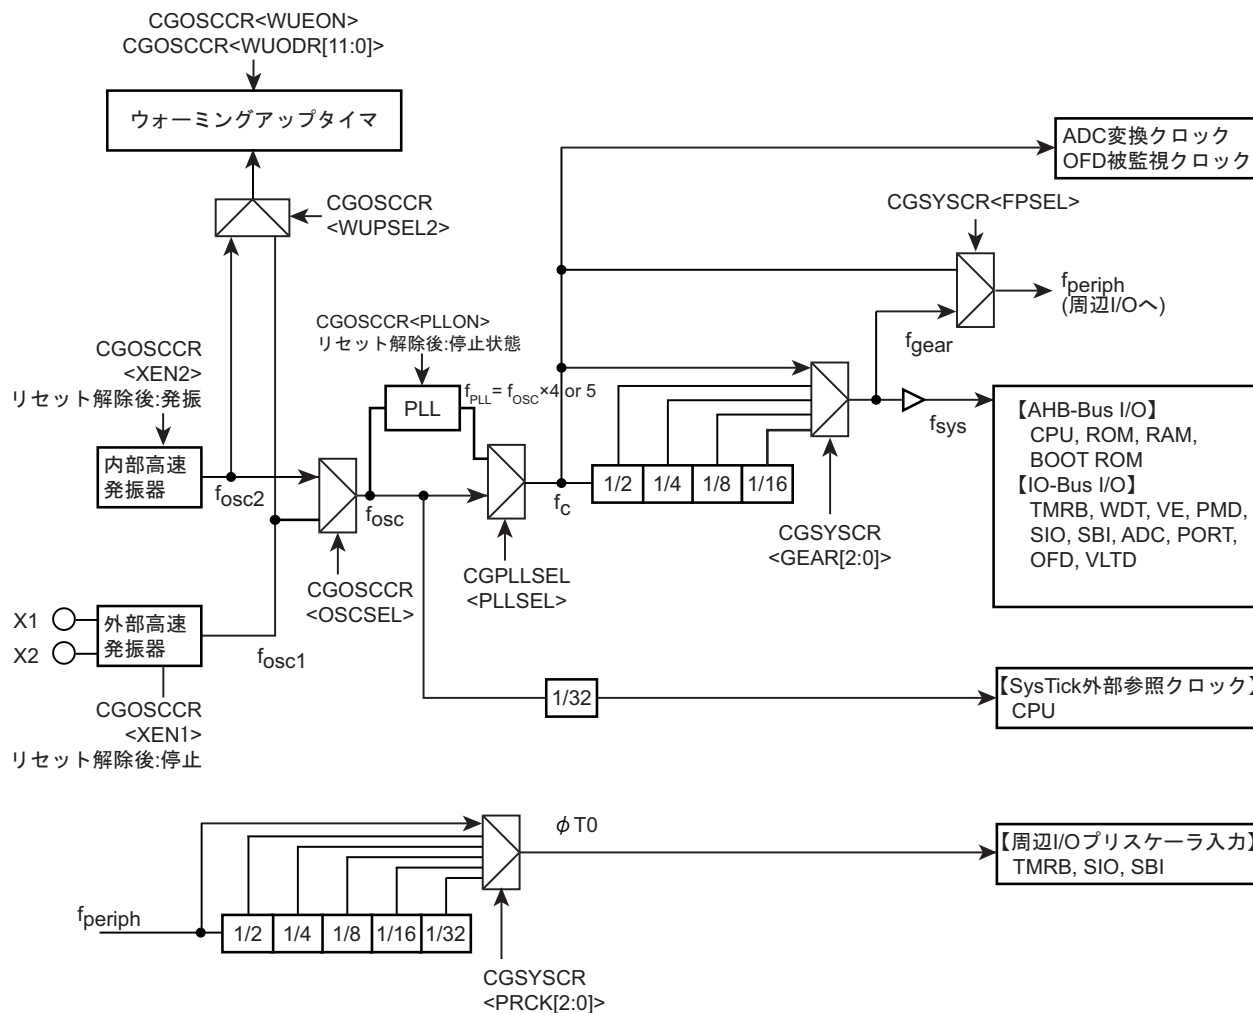 CGOSCCR<WUEON>
CGOSCCR<WUODR[11:0]>
ウォーミングアップタイマ
CGOSCCR
<WUPSEL2>
ADC変換クロック
OFD被監視クロック
CGSYSCR<FPSEL>
fperiph
(周辺I/Oへ)
CGOSCCR<PLLON>
リセット解除後:停止状態
CGOSCCR
<XEN2>
リセット解除後:発振
PLL
fPLL= fOSC×4 or 5
fgear
fsys
【AHB-Bus I/O】
CPU, ROM, RAM,
BOOT ROM
【IO-Bus I/O】
TMRB, WDT, VE, PMD,
SIO, SBI, ADC, PORT,
OFD, VLTD
内部高速
発振器
fosc2
fosc
fc
1/2
1/4
1/8
1/16
CGSYSCR
<GEAR[2:0]>
CGOSCCR
<OSCSEL>
CGPLLSEL
<PLLSEL>
X1
X2
外部高速
発振器
fosc1
CGOSCCR
<XEN1>
リセット解除後:停止
1/32
【SysTick外部参照クロック】
CPU
φT0
【周辺I/Oプリスケーラ入力】
TMRB, SIO, SBI
fperiph
1/2
1/4
1/8
1/16
1/32
CGSYSCR
<PRCK[2:0]>